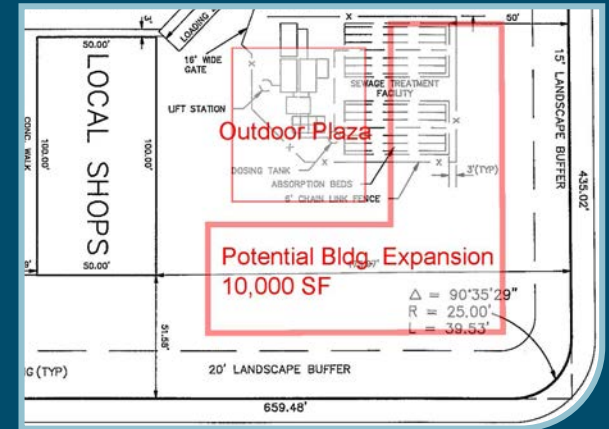 LOADING
50.00'
50'
16' WIDE
GATE
LOCAL SHOPS
15' LANDSCAPE BUFFER
SEWAGE TREATMENT
FACILITY
LIFT STATION
Outdoor Plaza
CONC. WALK
100.00'
100.00'
DOSING TANK
3'(TYP)
435.02'
ABSORPTION BEDS
6' CHAIN LINK FENCE
Potential Bldg. Expansion
50.00'
10,000 SF
Δ = 90°35'29"
R = 25.00'
L = 39.53'
51.55'
(TYP)
20' LANDSCAPE BUFFER
659.48'